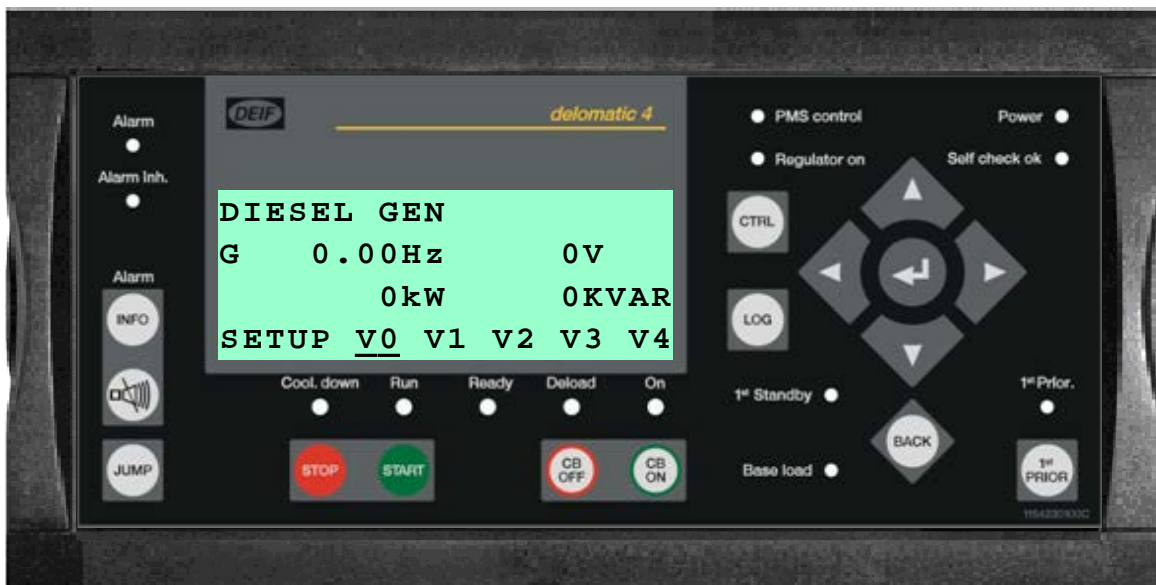 DEIF
delomatic 4
Alarm
Alarm Inh.
DIESEL GEN
G 0.00Hz 0V
0kW 0KVAR
SETUP V0 V1 V2 V3 V4
PMS control
Power
Regulator on
Self check ok
CTRL
LOG
Alarm
INFO
JUMP
Cool. down
Run
Ready
Deload
On
STOP
START
CB OFF
CB ON
1st Standby
Base load
BACK
1st Prior.
1st PRIOR
1154230100C